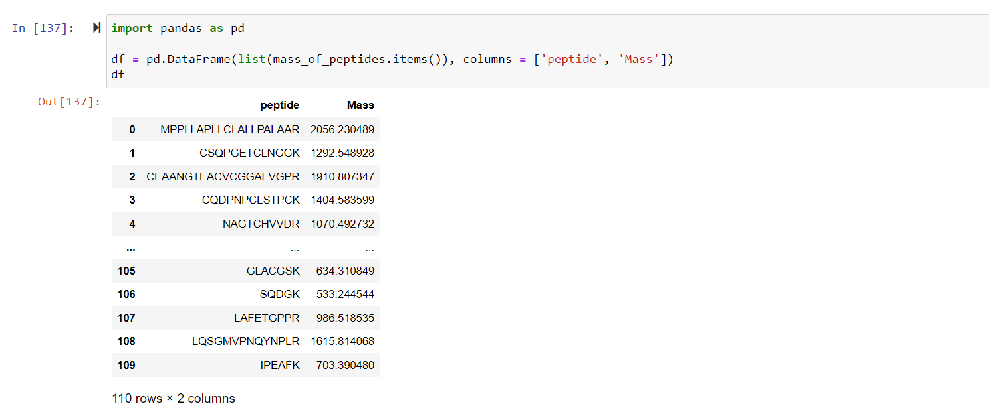 In [137]: import pandas as pd
df = pd.DataFrame(list(mass_of_peptides.items()), columns = ['peptide', 'Mass'])
df
Out[137]:
peptide Mass
0 MPPLLAPLLCLALLPALAAR 2056.230489
1 CSQPGETCLNGGK 1292.548928
2 CEAANGTEACVCGGAFVGPR 1910.807347
3 CQDPNPCLSTPCK 1404.583599
4 NAGTCHVVDR 1070.492732
... ... ...
105 GLACGSK 634.310849
106 SQDGK 533.244544
107 LAFETGPPR 986.518535
108 LQSGMVPNQYNPLR 1615.814068
109 IPEAFK 703.390480
110 rows × 2 columns